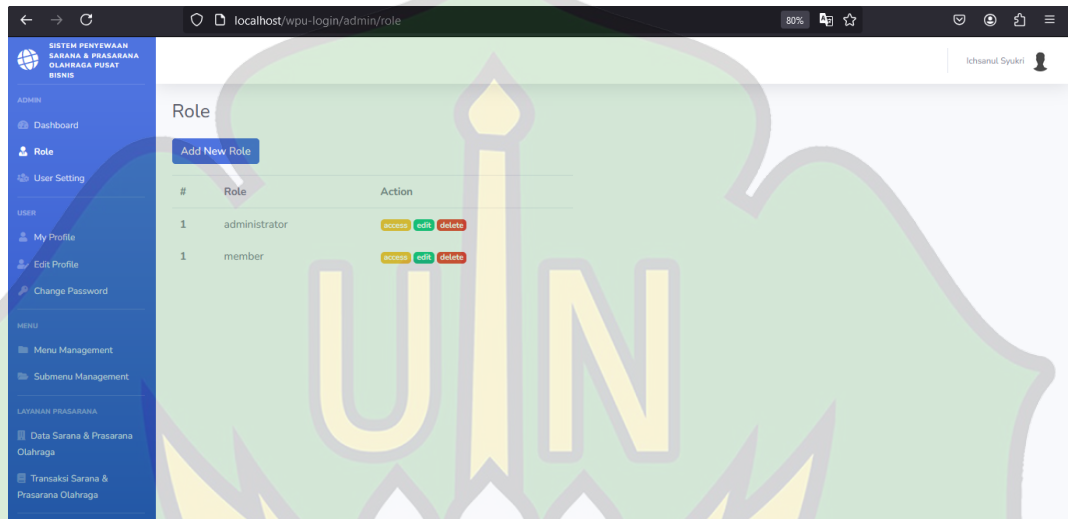 localhost/wpu-login/admin/role
80%
SISTEM PENYEWAAN
SARANA & PRASARANA
OLAHRAGA PUSAT
BISNIS
Ichsanul Syukri
ADMIN
Dashboard
Role
User Setting
USER
My Profile
Edit Profile
Change Password
MENU
Menu Management
Submenu Management
LAYANAN PRASARANA
Data Sarana & Prasarana
Olahraga
Transaksi Sarana &
Prasarana Olahraga
Role
Add New Role
# Role Action
1 administrator access edit delete
1 member access edit delete
UIN